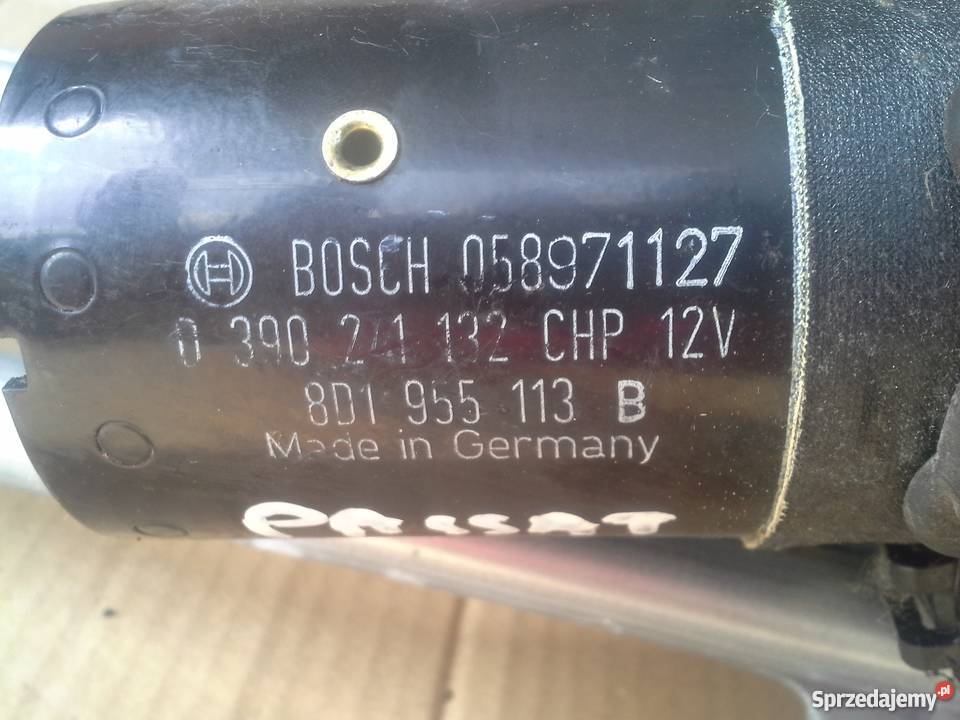 BOSCH 058971127
0 390 241 132 CHP 12V
8D1 955 113 B
Made in Germany
PASSAT
Sprzedajemy.pl